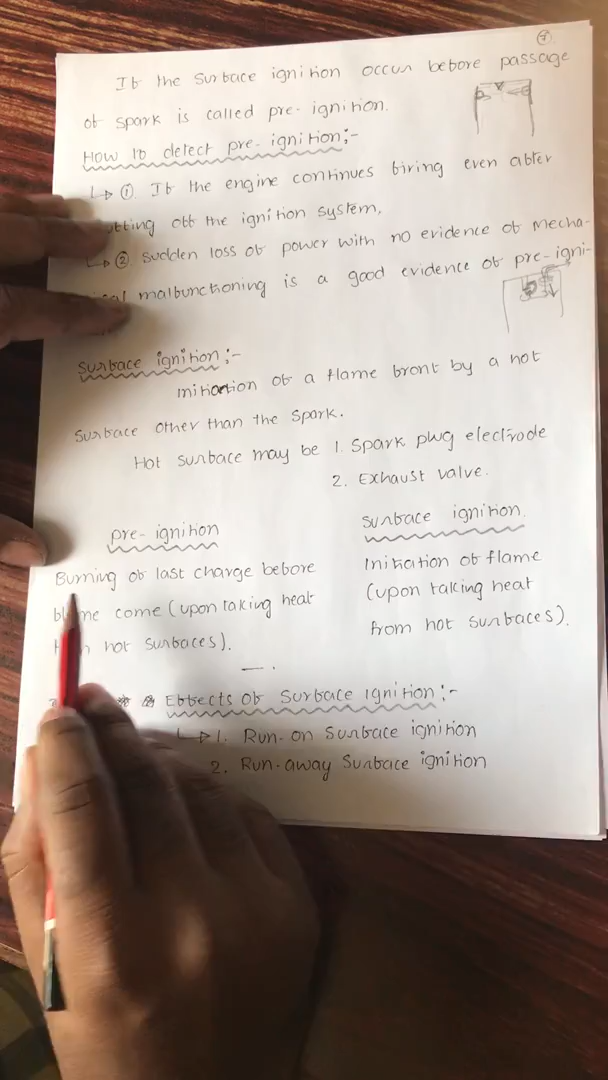 7
If the surface ignition occur before passage
of spark is called pre-ignition.
How to detect pre-ignition:-
① If the engine continues firing even after
off the ignition system,
② Sudden loss of power with no evidence of mecha-
malfunctioning is a good evidence of pre-igni-
Surface ignition:-
initiation of a flame front by a hot
surface other than the spark.
Hot surface may be 1. Spark plug electrode
2. Exhaust valve.
pre-ignition
Burning of last charge before
come (upon taking heat
hot surfaces).
Surface ignition.
Initiation of flame
(upon taking heat
from hot surfaces).
Effects of surface ignition:-
1. Run-on Surface ignition
2. Run-away Surface ignition